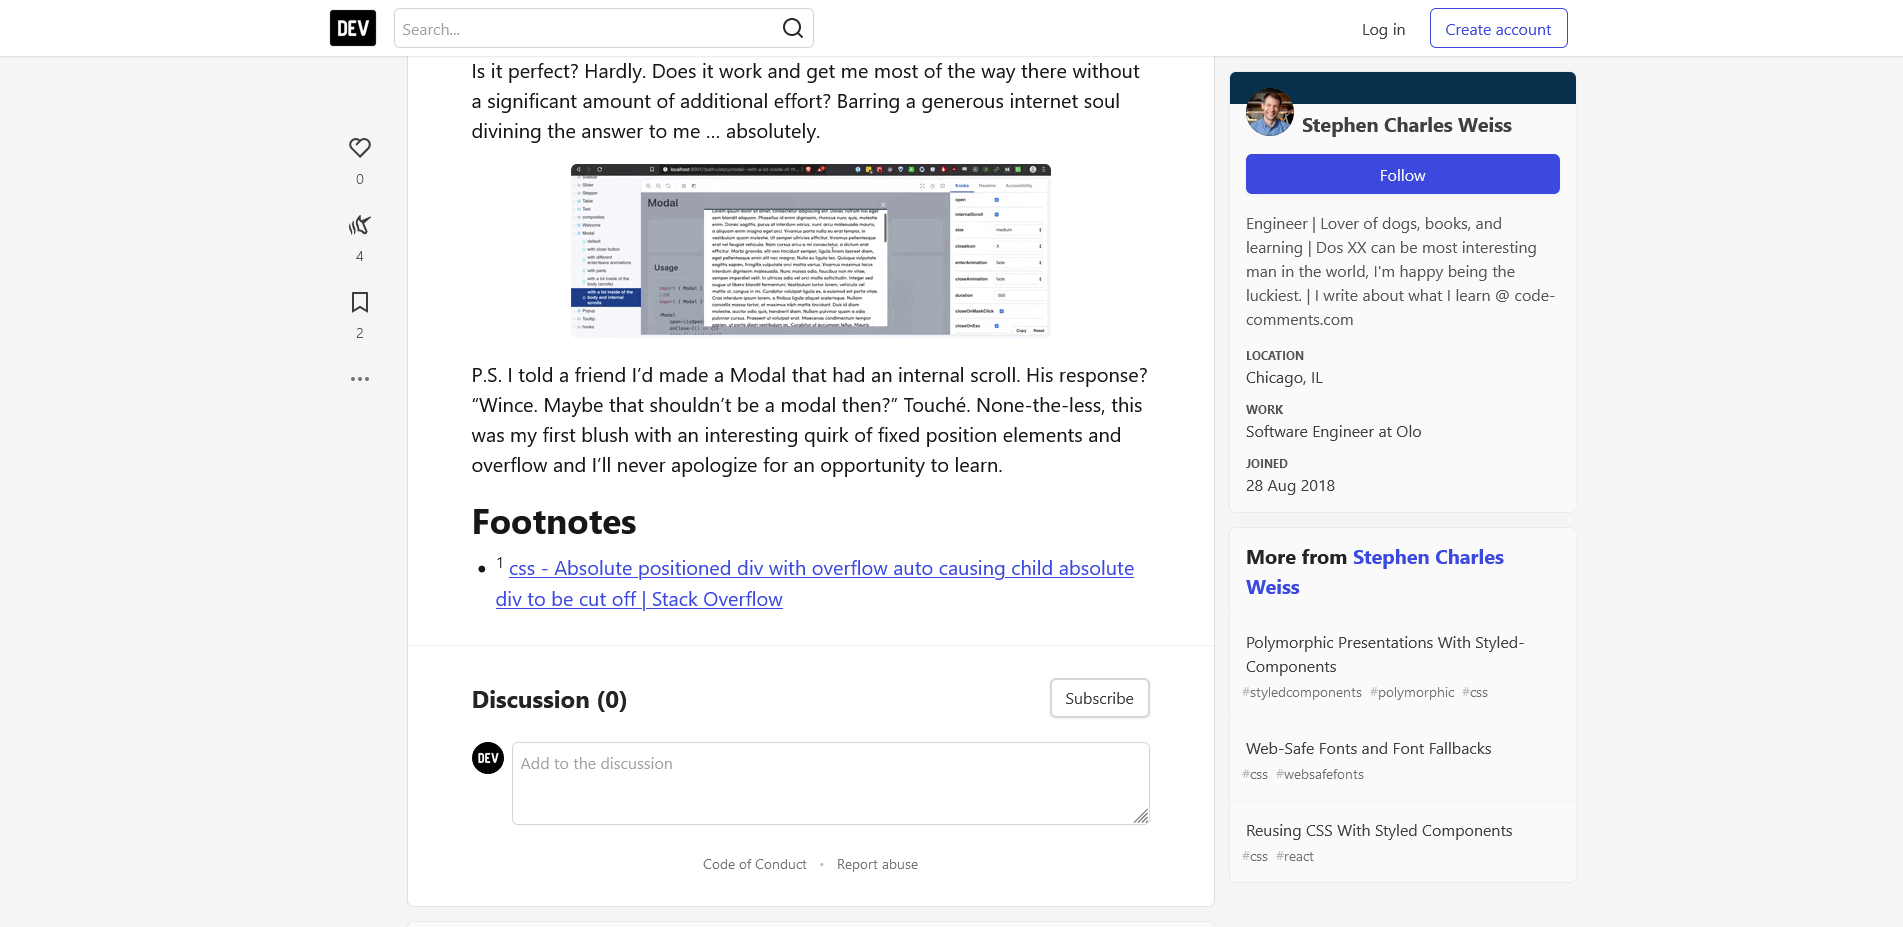 DEV
Search...
Log in
Create account
Is it perfect? Hardly. Does it work and get me most of the way there without
a significant amount of additional effort? Barring a generous internet soul
divining the answer to me … absolutely.
0
4
2
Modal
Usage
P.S. I told a friend I’d made a Modal that had an internal scroll. His response?
“Wince. Maybe that shouldn’t be a modal then?” Touché. None-the-less, this
was my first blush with an interesting quirk of fixed position elements and
overflow and I’ll never apologize for an opportunity to learn.
Footnotes
• 1 css - Absolute positioned div with overflow auto causing child absolute
div to be cut off | Stack Overflow
Discussion (0)
Subscribe
DEV
Add to the discussion
Code of Conduct • Report abuse
Stephen Charles Weiss
Follow
Engineer | Lover of dogs, books, and
learning | Dos XX can be most interesting
man in the world, I'm happy being the
luckiest. | I write about what I learn @ code-
comments.com
LOCATION
Chicago, IL
WORK
Software Engineer at Olo
JOINED
28 Aug 2018
More from Stephen Charles
Weiss
Polymorphic Presentations With Styled-
Components
#styledcomponents #polymorphic #css
Web-Safe Fonts and Font Fallbacks
#css #websafefonts
Reusing CSS With Styled Components
#css #react